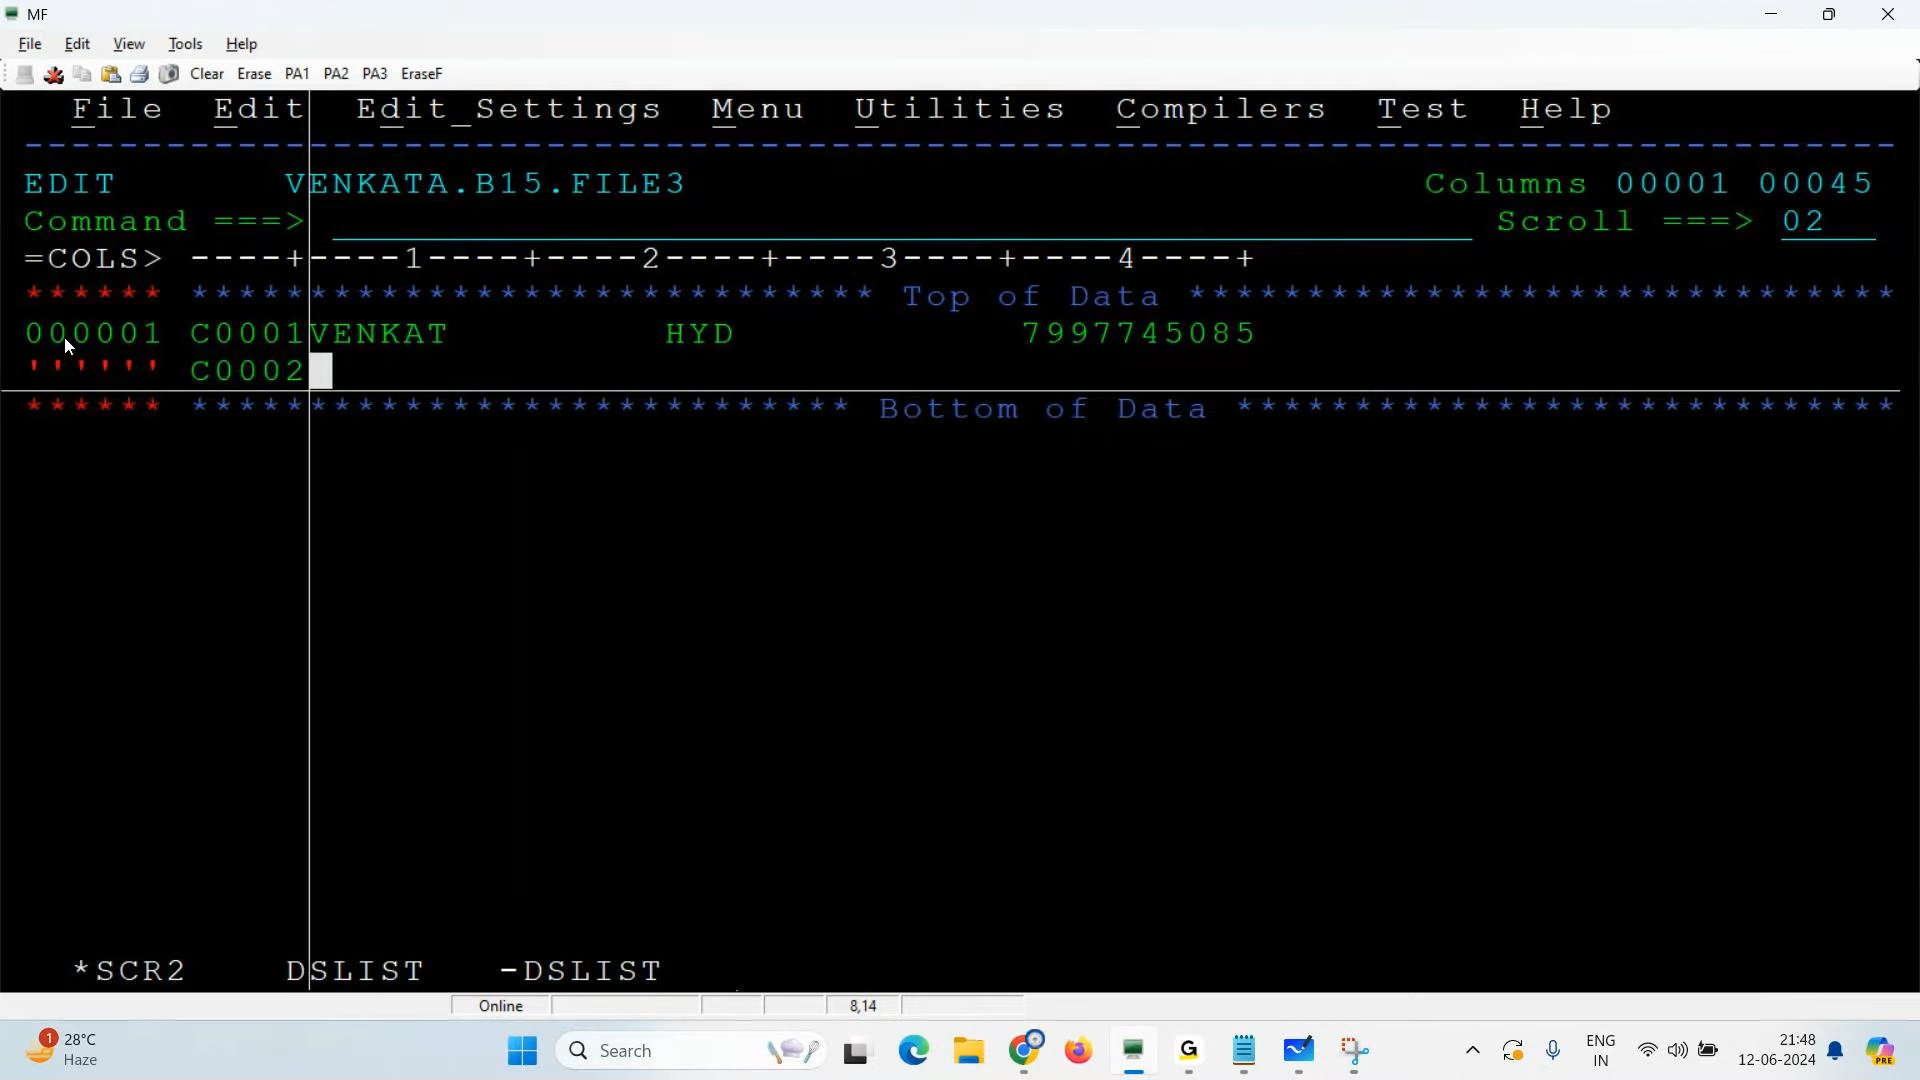 MF
File Edit View Tools Help
Clear Erase PA1 PA2 PA3 EraseF
File Edit Edit_Settings Menu Utilities Compilers Test Help
-------------------------------------------------------------------------------
EDIT VENKATA.B15.FILE3 Columns 00001 00045
Command ===> Scroll ===> 02
=COLS> ----+----1----+----2----+----3----+----4----+
****** ***************************** Top of Data ******************************
000001 C0001VENKAT HYD 7997745085
'''''' C0002
****** **************************** Bottom of Data ****************************
*SCR2 DSLIST -DSLIST
Online 8,14
1 28°C
Haze
Search
G
ENG
IN
21:48
12-06-2024
PRE